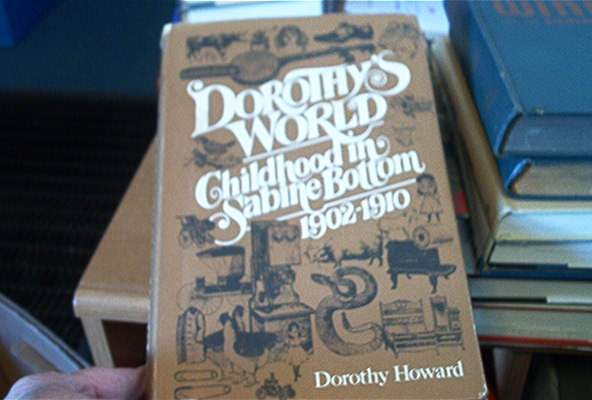 DOROTHY'S
WORLD
Childhood in
Sabine Bottom
1902-1910
Dorothy Howard